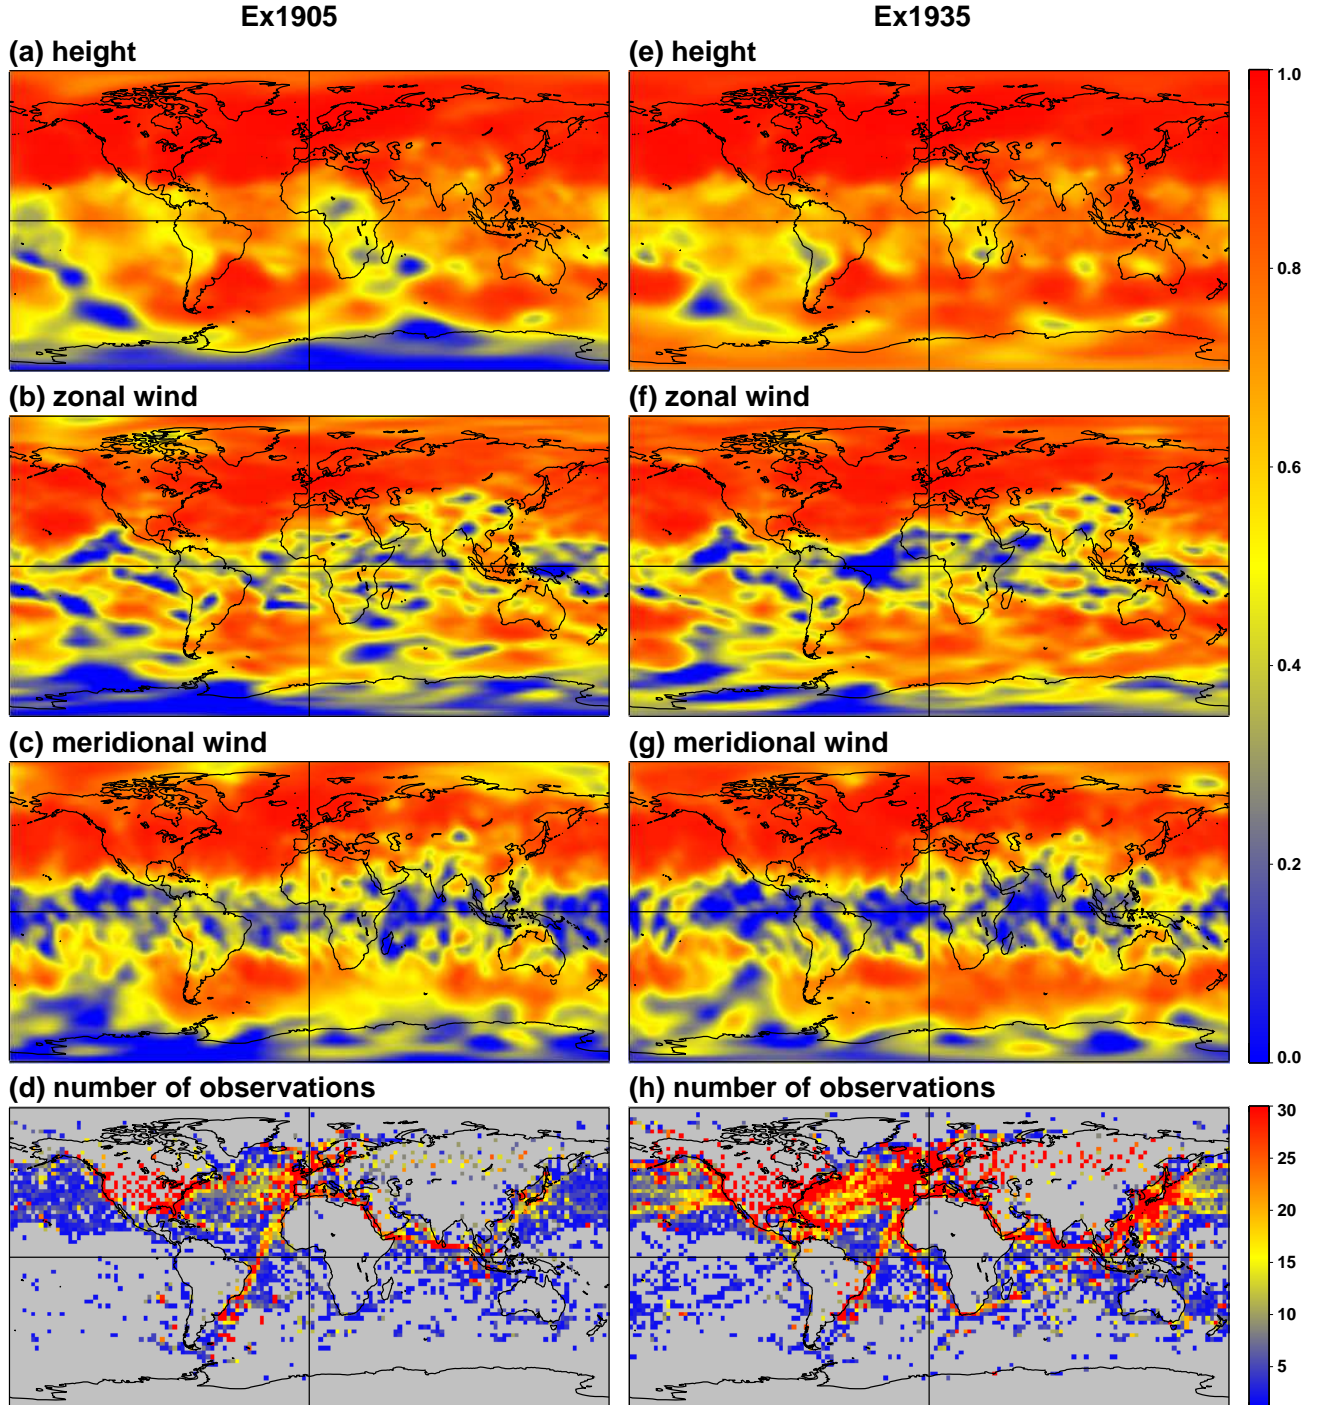 Ex1905
Ex1935
(a) height
(e) height
1.0
0.8
0.6
0.4
0.2
0.0
(b) zonal wind
(f) zonal wind
(c) meridional wind
(g) meridional wind
(d) number of observations
(h) number of observations
30
25
20
15
10
5